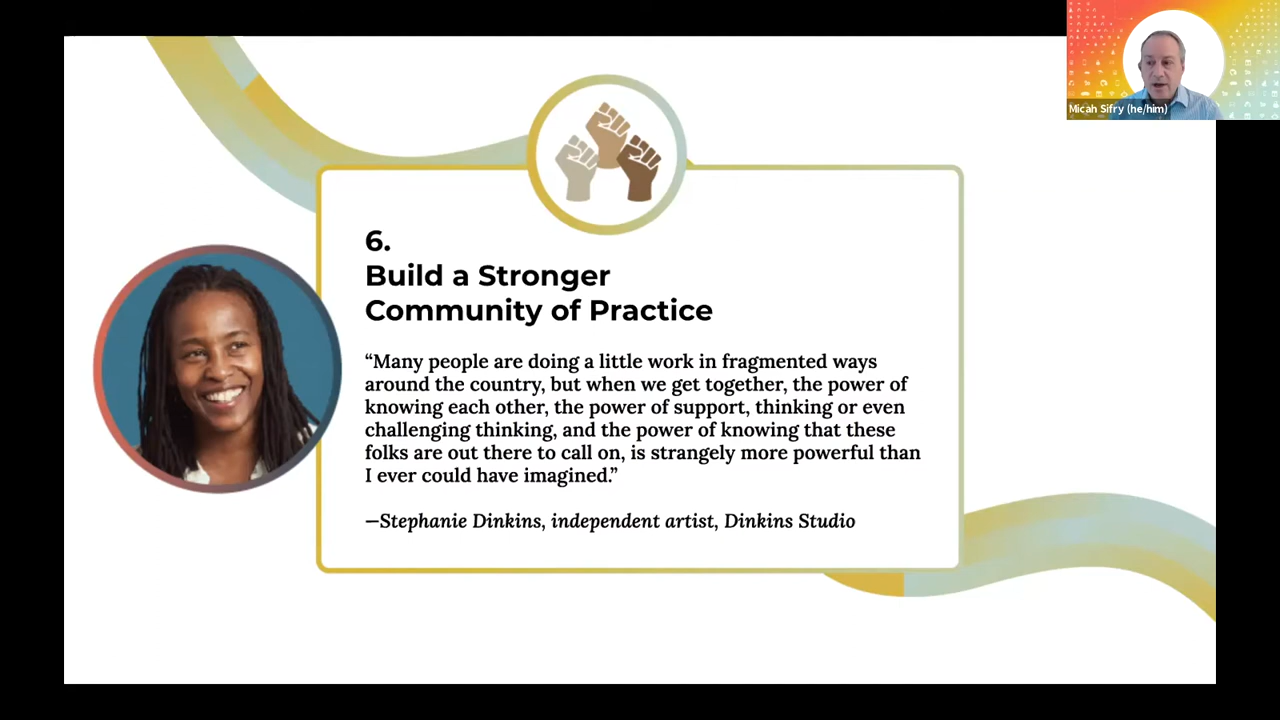 Micah Sifry (he/him)
6.
Build a Stronger
Community of Practice
“Many people are doing a little work in fragmented ways
around the country, but when we get together, the power of
knowing each other, the power of support, thinking or even
challenging thinking, and the power of knowing that these
folks are out there to call on, is strangely more powerful than
I ever could have imagined.”
—Stephanie Dinkins, independent artist, Dinkins Studio